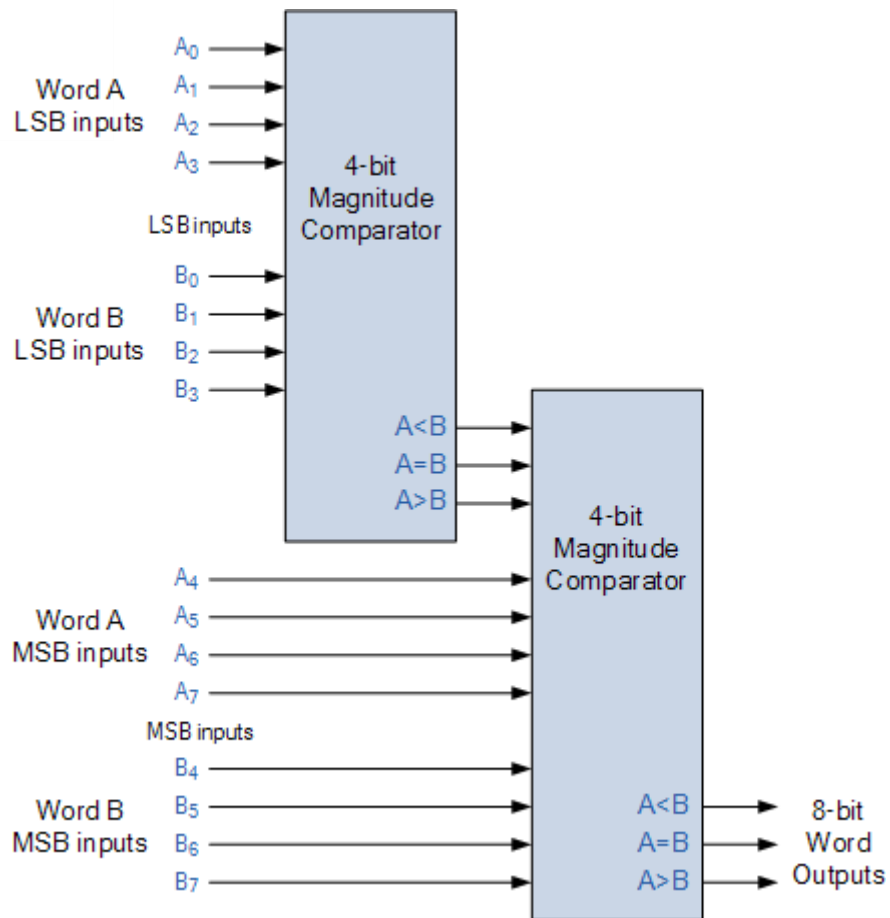 A₀
Word A
LSB inputs
A₁
A₂
A₃
4-bit
Magnitude
Comparator
LSB inputs
B₀
Word B
LSB inputs
B₁
B₂
B₃
A<B
A=B
A>B
4-bit
Magnitude
Comparator
A₄
Word A
MSB inputs
A₅
A₆
A₇
MSB inputs
B₄
Word B
MSB inputs
B₅
B₆
B₇
A<B
A=B
A>B
8-bit
Word
Outputs